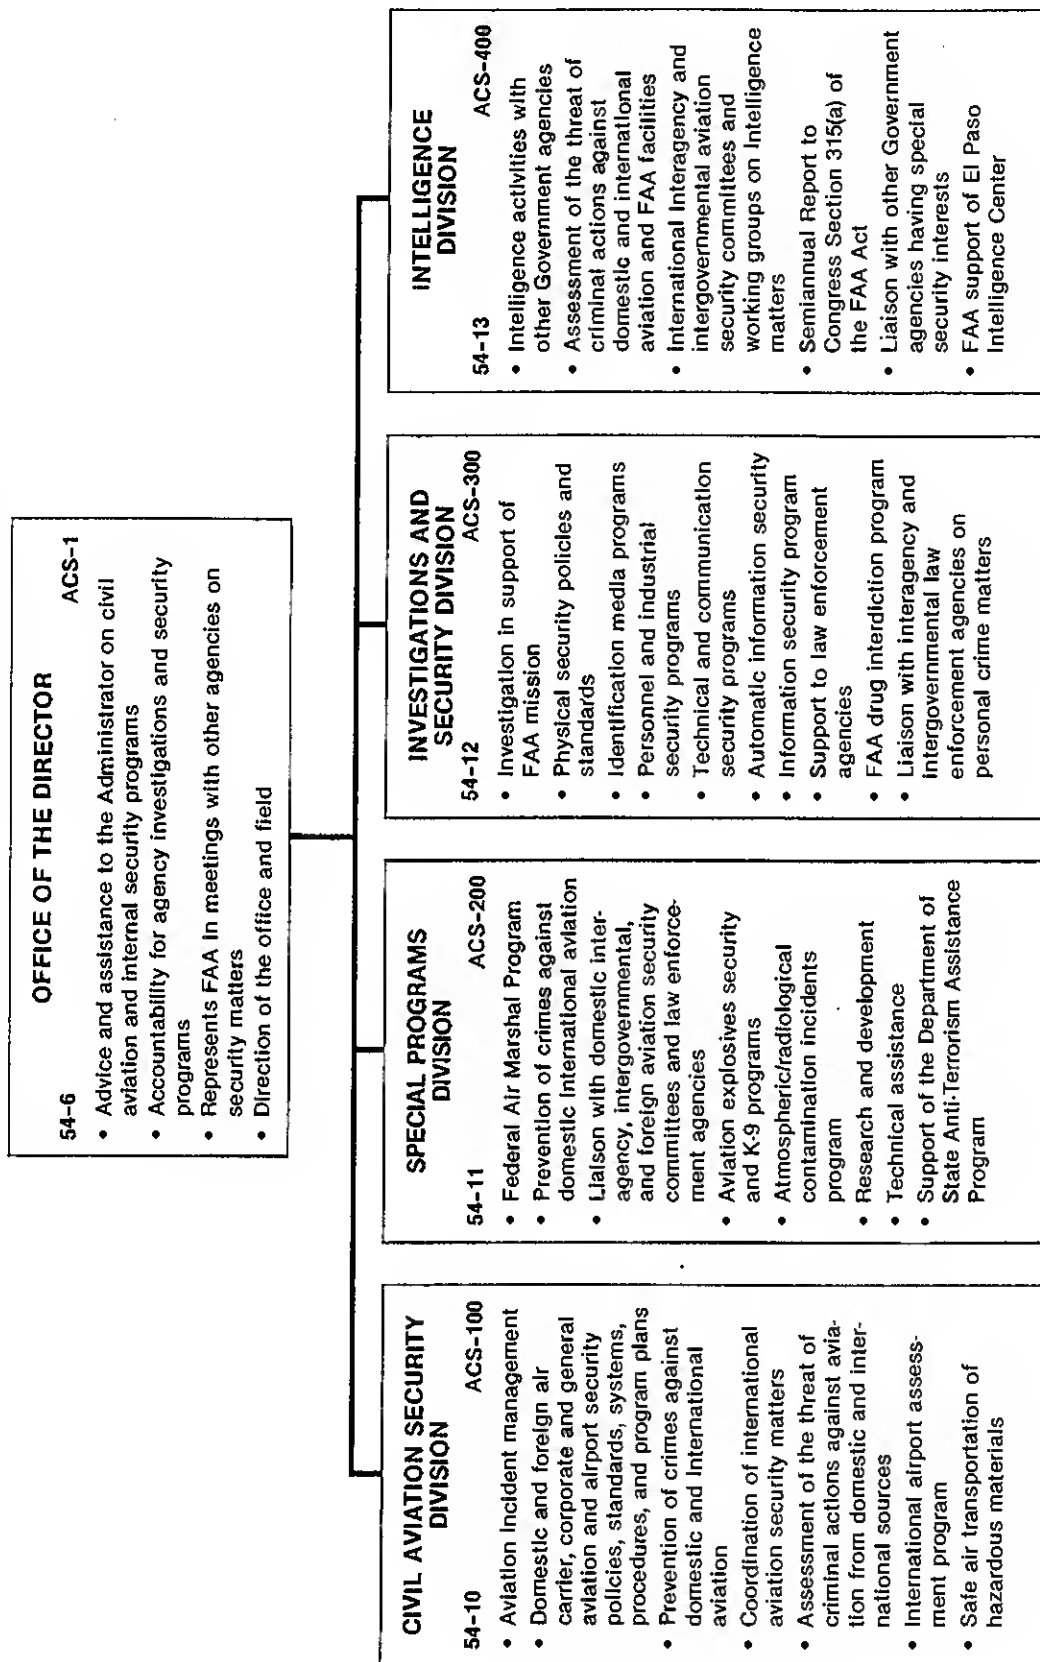 OFFICE OF THE DIRECTOR
54-6 ACS-1
• Advice and assistance to the Administrator on civil
aviation and internal security programs
• Accountability for agency investigations and security
programs
• Represents FAA in meetings with other agencies on
security matters
• Direction of the office and field
CIVIL AVIATION SECURITY
DIVISION
54-10 ACS-100
• Aviation Incident management
• Domestic and foreign air
carrier, corporate and general
aviation and airport security
policies, standards, systems,
procedures, and program plans
• Prevention of crimes against
domestic and International
aviation
• Coordination of international
aviation security matters
• Assessment of the threat of
criminal actions against avia-
tion from domestic and inter-
national sources
• International airport assess-
ment program
• Safe air transportation of
hazardous materials
SPECIAL PROGRAMS
DIVISION
54-11 ACS-200
• Federal Air Marshal Program
• Prevention of crimes against
domestic International aviation
• Liaison with domestic inter-
agency, intergovernmental,
and foreign aviation security
committees and law enforce-
ment agencies
• Aviation explosives security
and K-9 programs
• Atmospheric/radiological
contamination incidents
program
• Research and development
• Technical assistance
• Support of the Department of
State Anti-Terrorism Assistance
Program
INVESTIGATIONS AND
SECURITY DIVISION
54-12 ACS-300
• Investigation in support of
FAA mission
• Physical security policies and
standards
• Identification media programs
• Personnel and industrial
security programs
• Technical and communication
security programs
• Automatic information security
• Information security program
• Support to law enforcement
agencies
• FAA drug interdiction program
• Liaison with interagency and
intergovernmental law
enforcement agencies on
personal crime matters
INTELLIGENCE
DIVISION
54-13 ACS-400
• Intelligence activities with
other Government agencies
• Assessment of the threat of
criminal actions against
domestic and international
aviation and FAA facilities
• International Interagency and
intergovernmental aviation
security committees and
working groups on Intelligence
matters
• Semiannual Report to
Congress Section 315(a) of
the FAA Act
• Liaison with other Government
agencies having special
security interests
• FAA support of El Paso
Intelligence Center